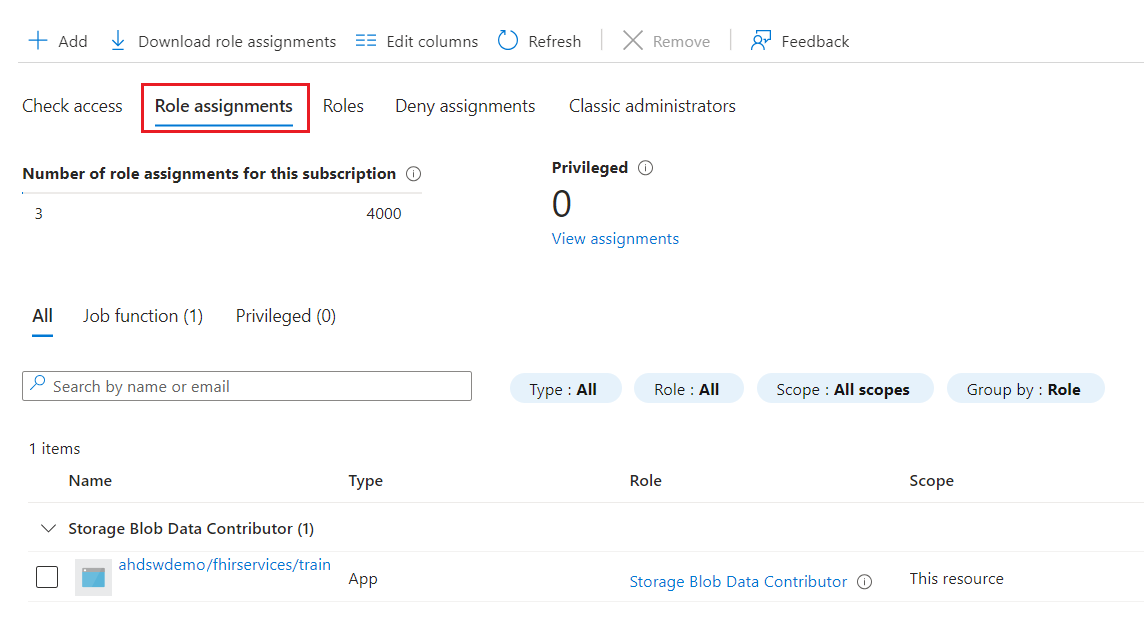 Add Download role assignments Edit columns Refresh Remove Feedback
Check access Role assignments Roles Deny assignments Classic administrators
Number of role assignments for this subscription
3 4000
Privileged
0
View assignments
All Job function (1) Privileged (0)
Search by name or email Type : All Role : All Scope : All scopes Group by : Role
1 items
Name Type Role Scope
Storage Blob Data Contributor (1)
ahdswdemo/fhirservices/train App Storage Blob Data Contributor This resource